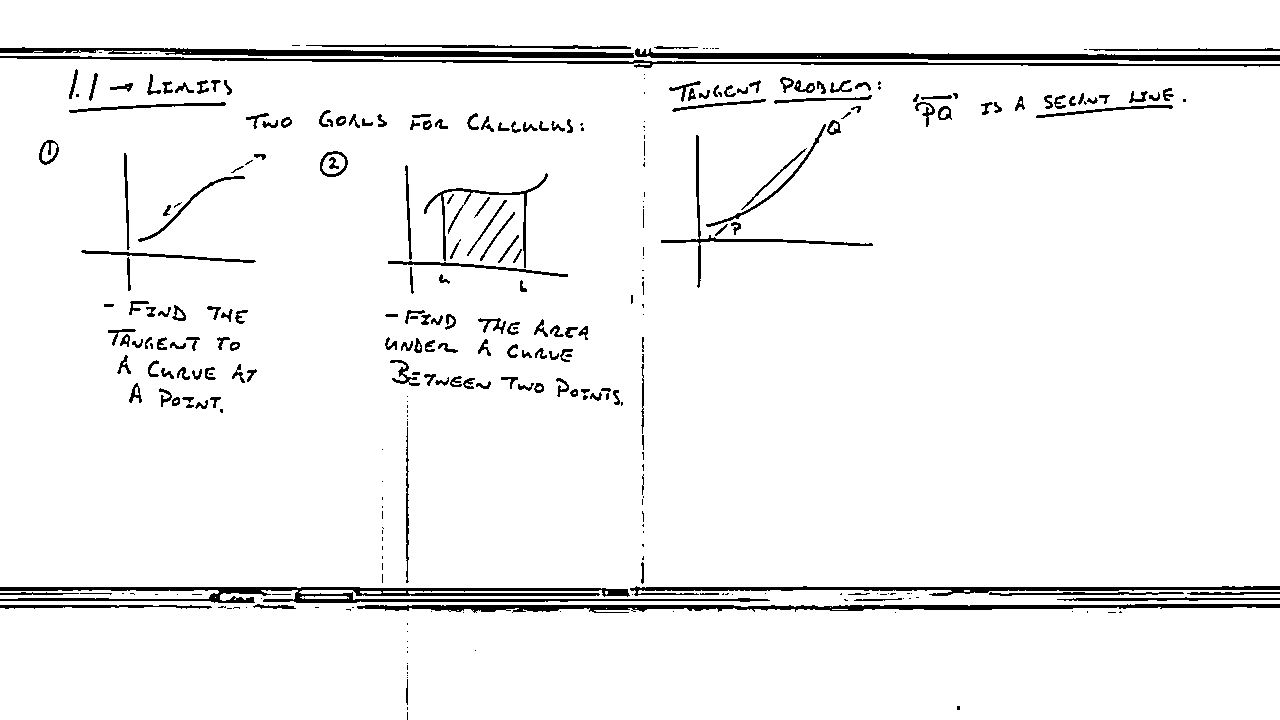 1.1 → LIMITS
TWO GOALS FOR CALCULUS:
①
- FIND THE
TANGENT TO
A CURVE AT
A POINT.
②
a b
- FIND THE AREA
UNDER A CURVE
BETWEEN TWO POINTS.
TANGENT PROBLEM:
Q
P
PQ IS A SECANT LINE.